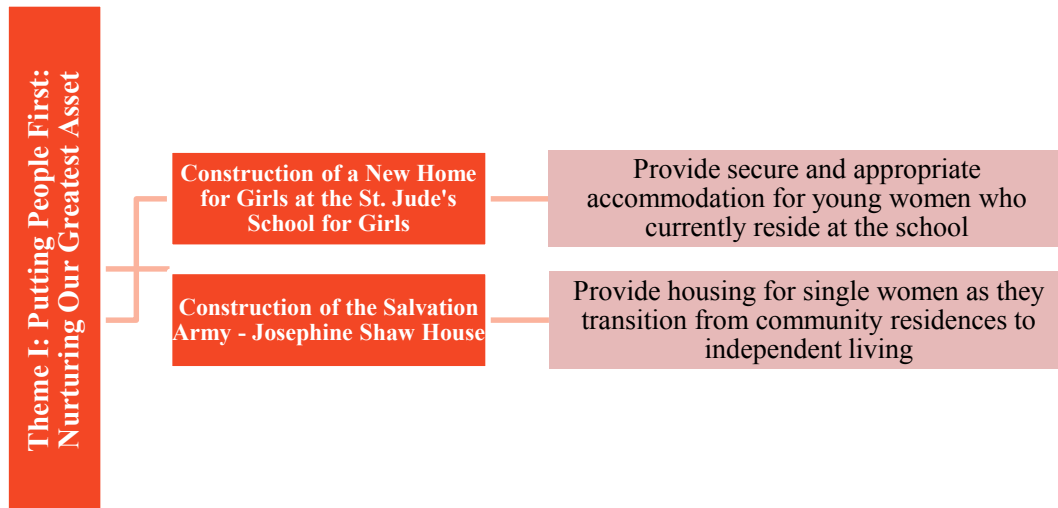 Theme I: Putting People First:
Nurturing Our Greatest Asset
Construction of a New Home
for Girls at the St. Jude's
School for Girls
Provide secure and appropriate
accommodation for young women who
currently reside at the school
Construction of the Salvation
Army - Josephine Shaw House
Provide housing for single women as they
transition from community residences to
independent living